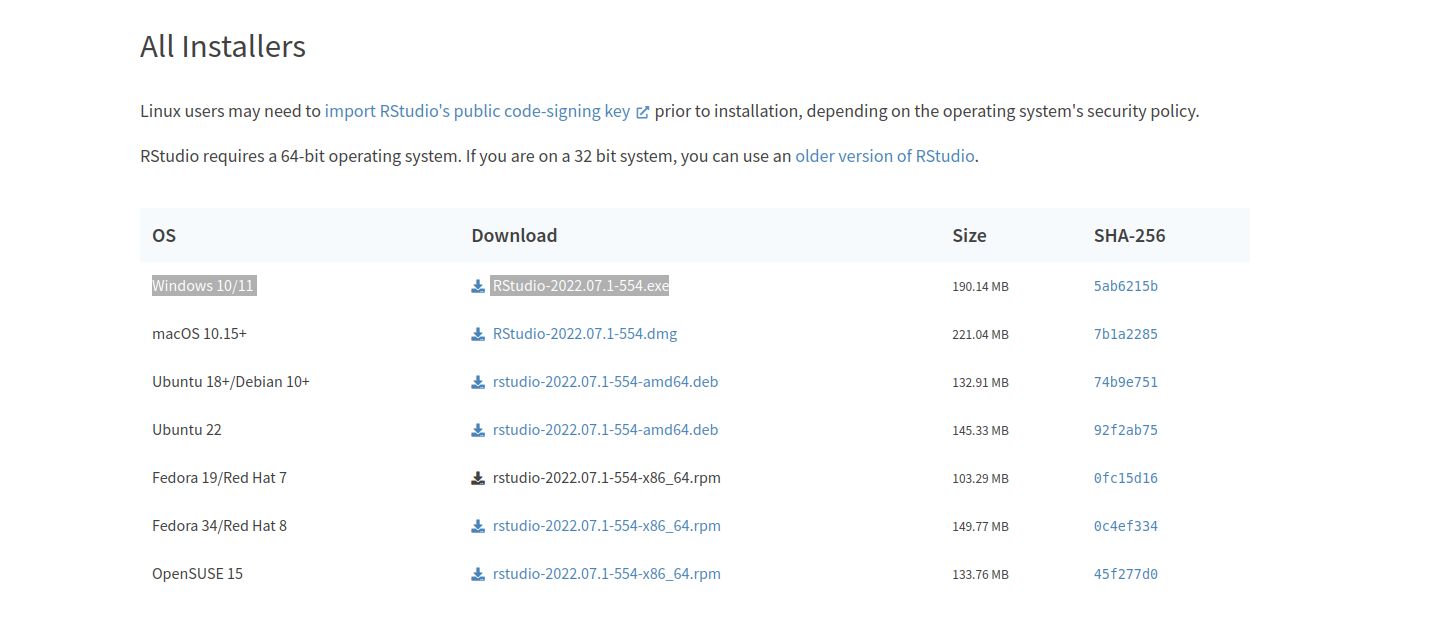 All Installers
Linux users may need to import RStudio's public code-signing key prior to installation, depending on the operating system's security policy.
RStudio requires a 64-bit operating system. If you are on a 32 bit system, you can use an older version of RStudio.
OS Download Size SHA-256
Windows 10/11 RStudio-2022.07.1-554.exe 190.14 MB 5ab6215b
macOS 10.15+ RStudio-2022.07.1-554.dmg 221.04 MB 7b1a2285
Ubuntu 18+/Debian 10+ rstudio-2022.07.1-554-amd64.deb 132.91 MB 74b9e751
Ubuntu 22 rstudio-2022.07.1-554-amd64.deb 145.33 MB 92f2ab75
Fedora 19/Red Hat 7 rstudio-2022.07.1-554-x86_64.rpm 103.29 MB 0fc15d16
Fedora 34/Red Hat 8 rstudio-2022.07.1-554-x86_64.rpm 149.77 MB 0c4ef334
OpenSUSE 15 rstudio-2022.07.1-554-x86_64.rpm 133.76 MB 45f277d0